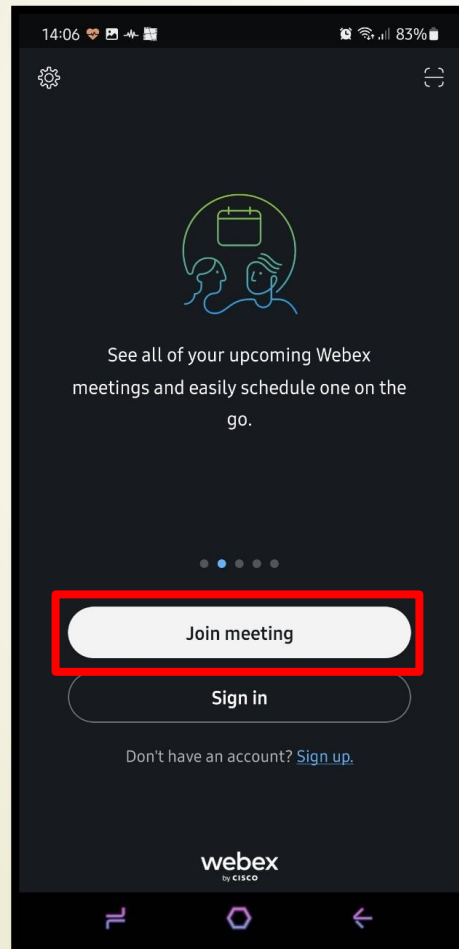 14:06 83%
See all of your upcoming Webex
meetings and easily schedule one on the
go.
Join meeting
Sign in
Don't have an account? Sign up.
webex
by CISCO